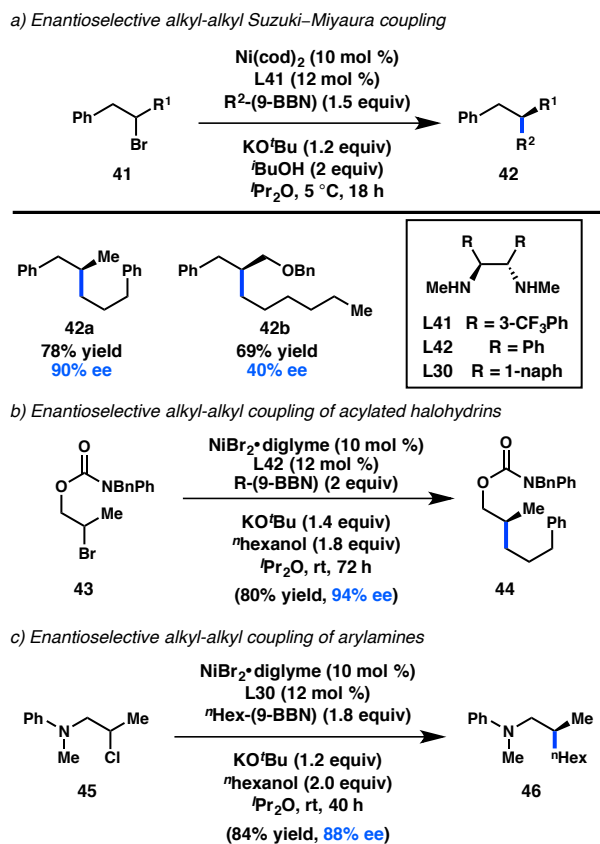 a) Enantioselective alkyl-alkyl Suzuki–Miyaura coupling
Ni(cod)₂ (10 mol %)
L41 (12 mol %)
R²-(9-BBN) (1.5 equiv)
KOᵗBu (1.2 equiv)
ⁱBuOH (2 equiv)
ⁱPr₂O, 5 °C, 18 h
Ph
R¹
Br
41
Ph
R¹
R²
42
Ph
Me
Ph
42a
78% yield
90% ee
Ph
OBn
Me
42b
69% yield
40% ee
R R
MeHN NHMe
L41 R = 3-CF₃Ph
L42 R = Ph
L30 R = 1-naph
b) Enantioselective alkyl-alkyl coupling of acylated halohydrins
O
O
NBnPh
Me
Br
43
NiBr₂•diglyme (10 mol %)
L42 (12 mol %)
R-(9-BBN) (2 equiv)
KOᵗBu (1.4 equiv)
ⁿhexanol (1.8 equiv)
ⁱPr₂O, rt, 72 h
(80% yield, 94% ee)
O
O
NBnPh
Me
Ph
44
c) Enantioselective alkyl-alkyl coupling of arylamines
Ph
N
Me
Me
Cl
45
NiBr₂•diglyme (10 mol %)
L30 (12 mol %)
ⁿHex-(9-BBN) (1.8 equiv)
KOᵗBu (1.2 equiv)
ⁿhexanol (2.0 equiv)
ⁱPr₂O, rt, 40 h
(84% yield, 88% ee)
Ph
N
Me
Me
ⁿHex
46